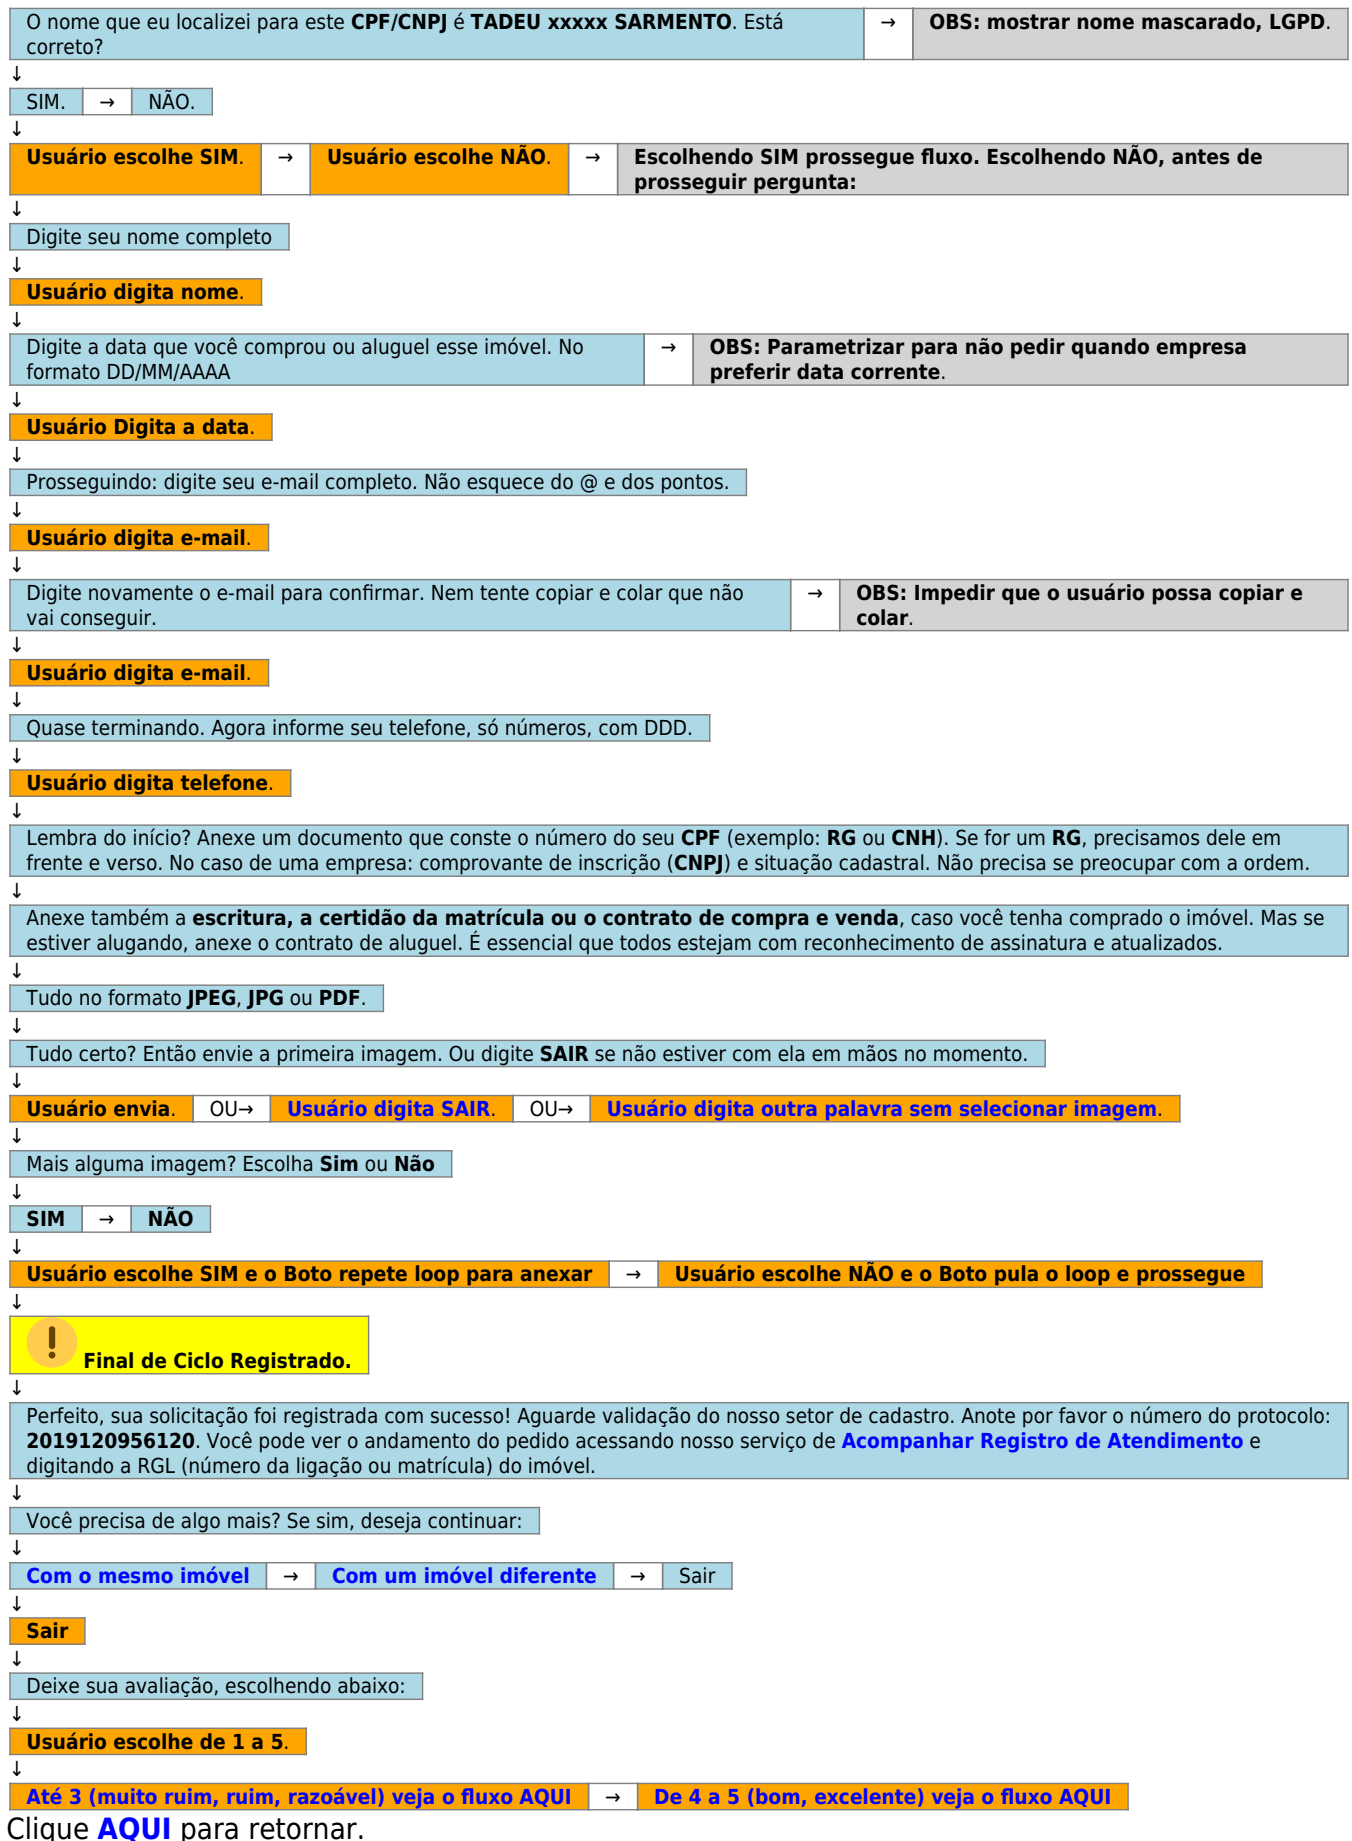 O nome que eu localizei para este CPF/CNPJ é TADEU xxxxx SARMENTO. Está → OBS: mostrar nome mascarado, LGPD.
correto?
↓
SIM. → NÃO.
↓
Usuário escolhe SIM. → Usuário escolhe NÃO. → Escolhendo SIM prossegue fluxo. Escolhendo NÃO, antes de
prosseguir pergunta:
↓
Digite seu nome completo
↓
Usuário digita nome.
↓
Digite a data que você comprou ou aluguel esse imóvel. No → OBS: Parametrizar para não pedir quando empresa
formato DD/MM/AAAA preferir data corrente.
↓
Usuário Digita a data.
↓
Prosseguindo: digite seu e-mail completo. Não esquece do @ e dos pontos.
↓
Usuário digita e-mail.
↓
Digite novamente o e-mail para confirmar. Nem tente copiar e colar que não → OBS: Impedir que o usuário possa copiar e
vai conseguir. colar.
↓
Usuário digita e-mail.
↓
Quase terminando. Agora informe seu telefone, só números, com DDD.
↓
Usuário digita telefone.
↓
Lembra do início? Anexe um documento que conste o número do seu CPF (exemplo: RG ou CNH). Se for um RG, precisamos dele em
frente e verso. No caso de uma empresa: comprovante de inscrição (CNPJ) e situação cadastral. Não precisa se preocupar com a ordem.
↓
Anexe também a escritura, a certidão da matrícula ou o contrato de compra e venda, caso você tenha comprado o imóvel. Mas se
estiver alugando, anexe o contrato de aluguel. É essencial que todos estejam com reconhecimento de assinatura e atualizados.
↓
Tudo no formato JPEG, JPG ou PDF.
↓
Tudo certo? Então envie a primeira imagem. Ou digite SAIR se não estiver com ela em mãos no momento.
↓
Usuário envia. OU→ Usuário digita SAIR. OU→ Usuário digita outra palavra sem selecionar imagem.
↓
Mais alguma imagem? Escolha Sim ou Não
↓
SIM → NÃO
↓
Usuário escolhe SIM e o Boto repete loop para anexar → Usuário escolhe NÃO e o Boto pula o loop e prossegue
↓
Final de Ciclo Registrado.
↓
Perfeito, sua solicitação foi registrada com sucesso! Aguarde validação do nosso setor de cadastro. Anote por favor o número do protocolo:
2019120956120. Você pode ver o andamento do pedido acessando nosso serviço de Acompanhar Registro de Atendimento e
digitando a RGL (número da ligação ou matrícula) do imóvel.
↓
Você precisa de algo mais? Se sim, deseja continuar:
↓
Com o mesmo imóvel → Com um imóvel diferente → Sair
↓
Sair
↓
Deixe sua avaliação, escolhendo abaixo:
↓
Usuário escolhe de 1 a 5.
↓
Até 3 (muito ruim, ruim, razoável) veja o fluxo AQUI → De 4 a 5 (bom, excelente) veja o fluxo AQUI
Clique AQUI para retornar.